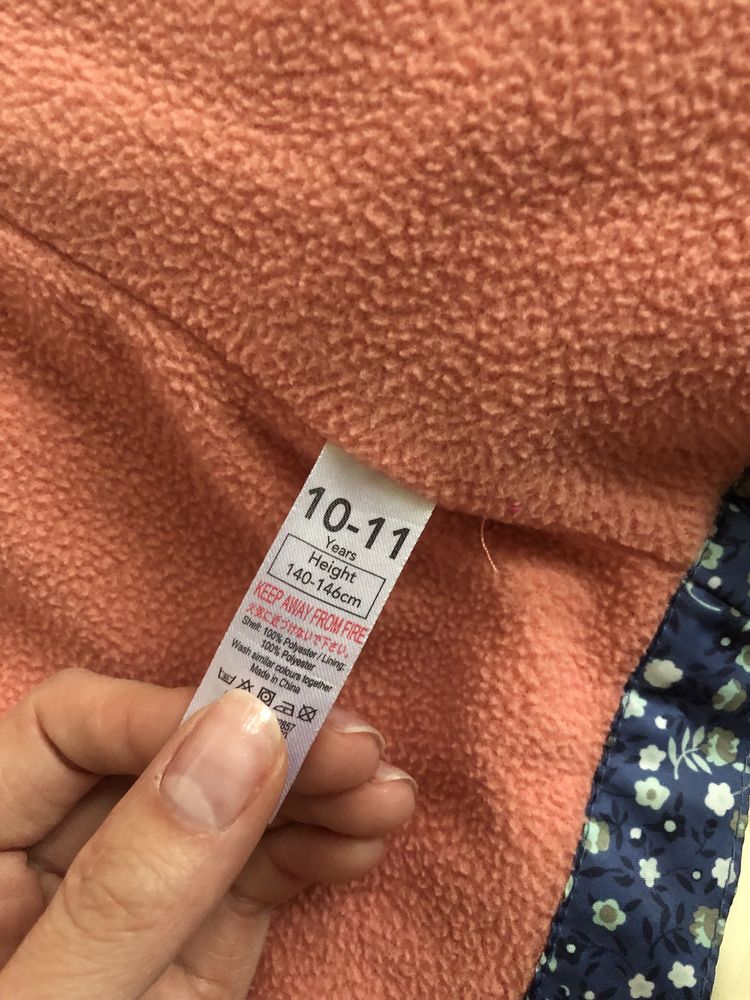 10-11
Years
Height
140-146cm
KEEP AWAY FROM FIRE
火気に近づけないで下さい。
Shell: 100% Polyester / Lining:
100% Polyester
Wash similar colours together
Made in China